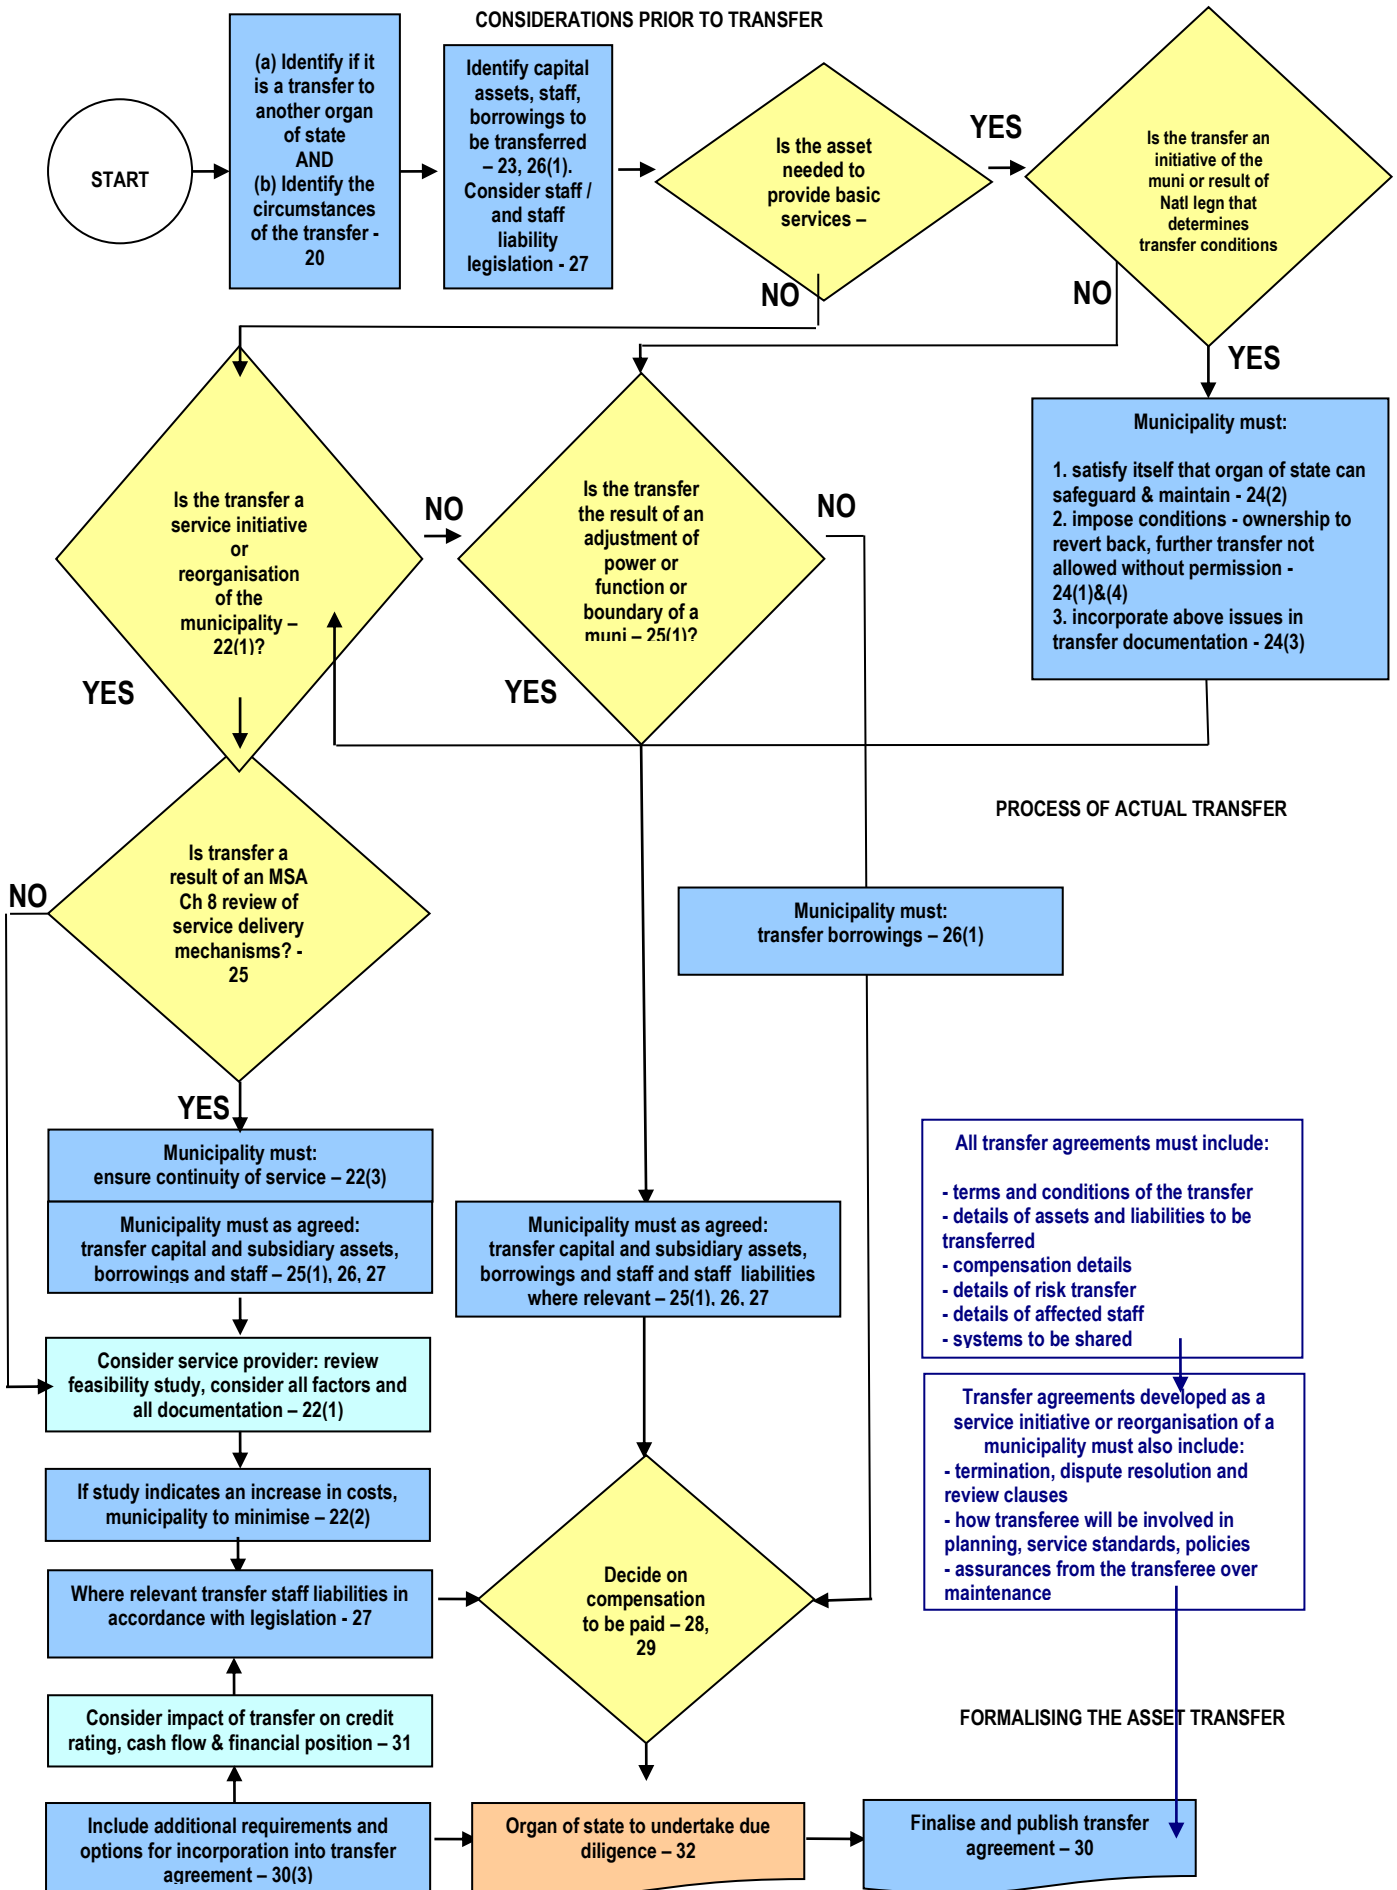 CONSIDERATIONS PRIOR TO TRANSFER
START
(a) Identify if it
is a transfer to
another organ
of state
AND
(b) Identify the
circumstances
of the transfer -
20
Identify capital
assets, staff,
borrowings to
be transferred
– 23, 26(1).
Consider staff /
and staff
liability
legislation - 27
Is the asset
needed to
provide basic
services –
YES
NO
Is the transfer an
initiative of the
muni or result of
Natl legn that
determines
transfer conditions
NO
YES
Municipality must:
1. satisfy itself that organ of state can
safeguard & maintain - 24(2)
2. impose conditions - ownership to
revert back, further transfer not
allowed without permission -
24(1)&(4)
3. incorporate above issues in
transfer documentation - 24(3)
Is the transfer a
service initiative
or
reorganisation
of the
municipality –
22(1)?
NO
YES
Is the transfer
the result of an
adjustment of
power or
function or
boundary of a
muni – 25(1)?
NO
YES
PROCESS OF ACTUAL TRANSFER
Is transfer a
result of an MSA
Ch 8 review of
service delivery
mechanisms? -
25
NO
YES
Municipality must:
transfer borrowings – 26(1)
Municipality must:
ensure continuity of service – 22(3)
Municipality must as agreed:
transfer capital and subsidiary assets,
borrowings and staff – 25(1), 26, 27
Municipality must as agreed:
transfer capital and subsidiary assets,
borrowings and staff and staff liabilities
where relevant – 25(1), 26, 27
All transfer agreements must include:
- terms and conditions of the transfer
- details of assets and liabilities to be
transferred
- compensation details
- details of risk transfer
- details of affected staff
- systems to be shared
Consider service provider: review
feasibility study, consider all factors and
all documentation – 22(1)
Transfer agreements developed as a
service initiative or reorganisation of a
municipality must also include:
- termination, dispute resolution and
review clauses
- how transferee will be involved in
planning, service standards, policies
- assurances from the transferee over
maintenance
If study indicates an increase in costs,
municipality to minimise – 22(2)
Where relevant transfer staff liabilities in
accordance with legislation - 27
Decide on
compensation
to be paid – 28,
29
Consider impact of transfer on credit
rating, cash flow & financial position – 31
FORMALISING THE ASSET TRANSFER
Include additional requirements and
options for incorporation into transfer
agreement – 30(3)
Organ of state to undertake due
diligence – 32
Finalise and publish transfer
agreement – 30